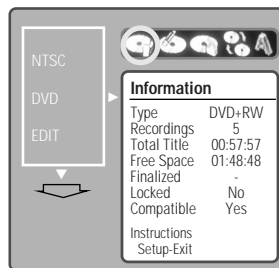 NTSC
DVD
EDIT
Information
Type DVD+RW
Recordings 5
Total Title 00:57:57
Free Space 01:48:48
Finalized -
Locked No
Compatible Yes
Instructions
Setup-Exit